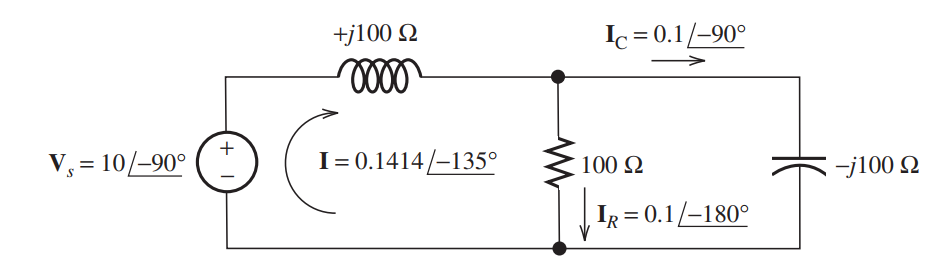 +j100 Ω
I_C = 0.1∠–90°
+
V_s = 10∠–90°
–
I = 0.1414∠–135°
100 Ω
–j100 Ω
I_R = 0.1∠–180°